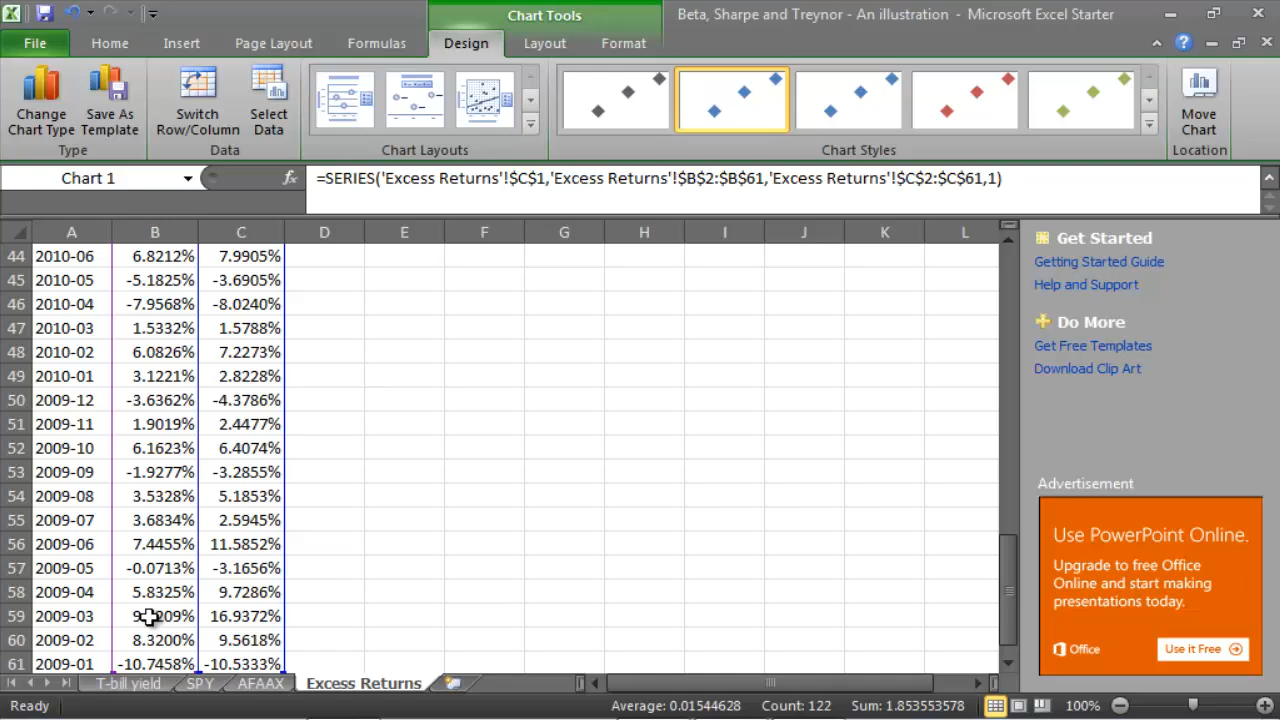 Chart Tools
Beta, Sharpe and Treynor - An illustration - Microsoft Excel Starter
File Home Insert Page Layout Formulas Design Layout Format
Change Chart Type
Save As Template
Switch Row/Column
Select Data
Move Chart
Type Data Chart Layouts Chart Styles Location
Chart 1 fx =SERIES('Excess Returns'!$C$1,'Excess Returns'!$B$2:$B$61,'Excess Returns'!$C$2:$C$61,1)
A B C D E F G H I J K L
44 2010-06 6.8212% 7.9905%
45 2010-05 -5.1825% -3.6905%
46 2010-04 -7.9568% -8.0240%
47 2010-03 1.5332% 1.5788%
48 2010-02 6.0826% 7.2273%
49 2010-01 3.1221% 2.8228%
50 2009-12 -3.6362% -4.3786%
51 2009-11 1.9019% 2.4477%
52 2009-10 6.1623% 6.4074%
53 2009-09 -1.9277% -3.2855%
54 2009-08 3.5328% 5.1853%
55 2009-07 3.6834% 2.5945%
56 2009-06 7.4455% 11.5852%
57 2009-05 -0.0713% -3.1656%
58 2009-04 5.8325% 9.7286%
59 2009-03 16.9372%
60 2009-02 8.3200% 9.5618%
61 2009-01 -10.7458% -10.5333%
Get Started
Getting Started Guide
Help and Support
Do More
Get Free Templates
Download Clip Art
Advertisement
Use PowerPoint Online.
Upgrade to free Office
Online and start making
presentations today.
Office Use it Free
T-bill yield SPY AFAAX Excess Returns
Ready Average: 0.01544628 Count: 122 Sum: 1.853553578 100%